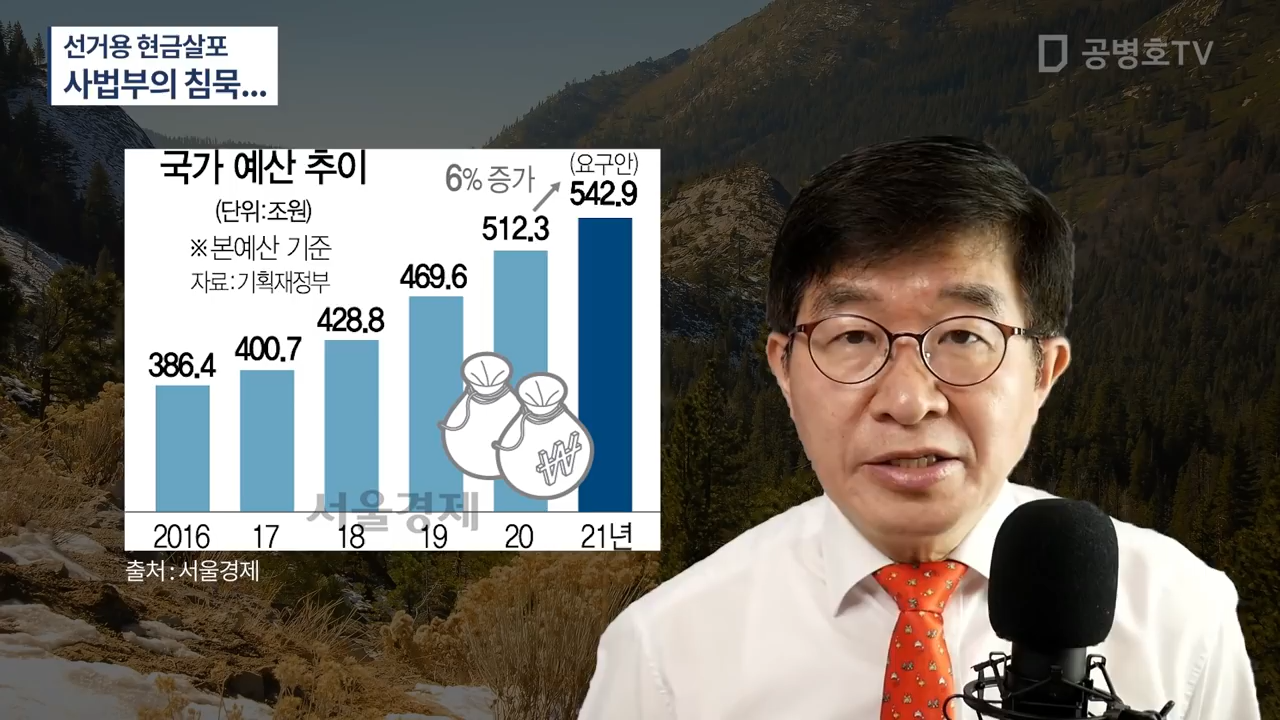 선거용 현금살포
사법부의 침묵...
공병호TV
국가 예산 추이
(단위:조원)
※본예산 기준
자료:기획재정부
6% 증가
(요구안)
386.4
400.7
428.8
469.6
512.3
542.9
₩
서울경제
2016 17 18 19 20 21년
출처:서울경제